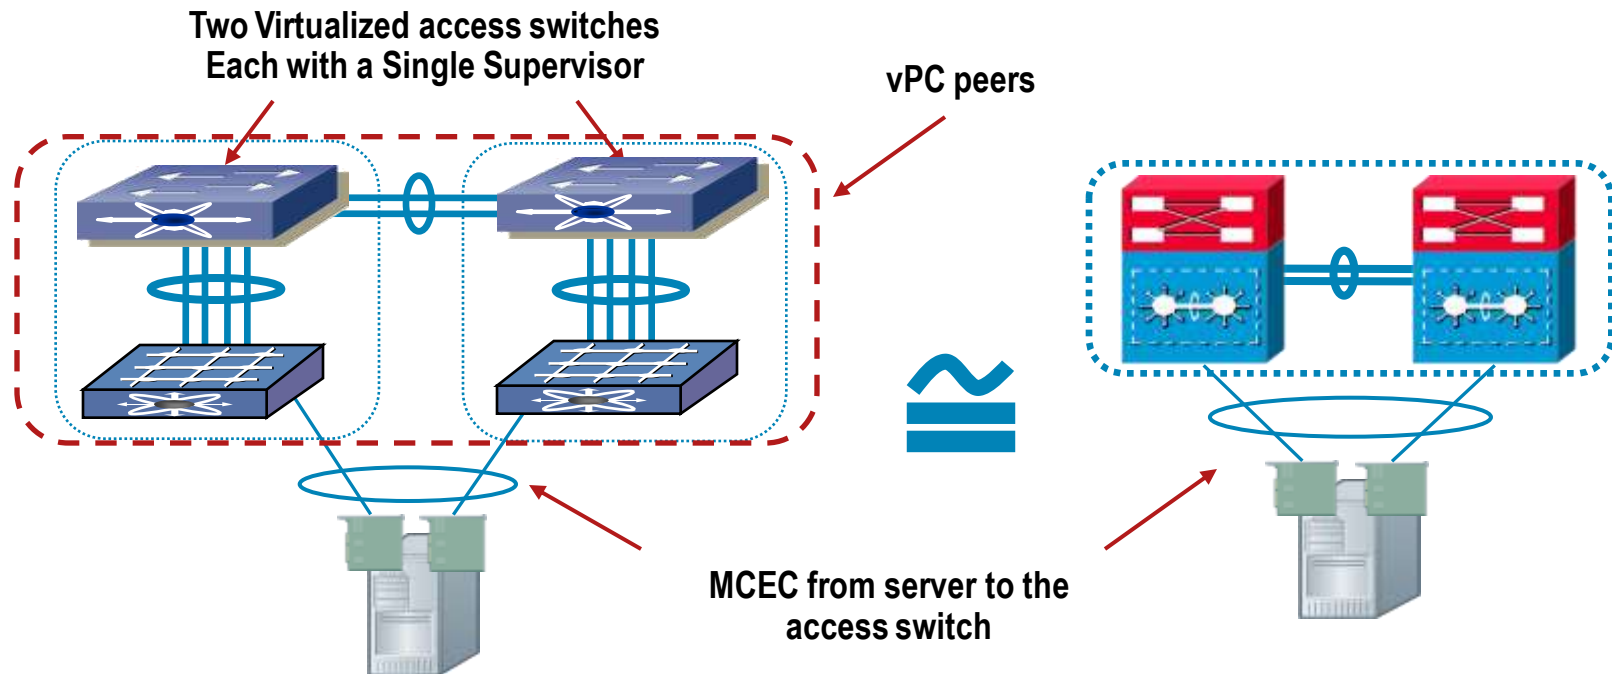 Two Virtualized access switches
Each with a Single Supervisor
vPC peers
MCEC from server to the
access switch